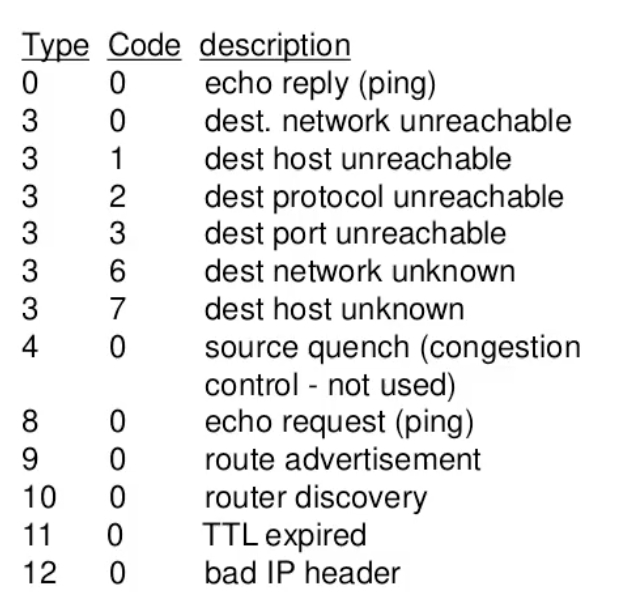 Type Code description
0 0 echo reply (ping)
3 0 dest. network unreachable
3 1 dest host unreachable
3 2 dest protocol unreachable
3 3 dest port unreachable
3 6 dest network unknown
3 7 dest host unknown
4 0 source quench (congestion
control - not used)
8 0 echo request (ping)
9 0 route advertisement
10 0 router discovery
11 0 TTL expired
12 0 bad IP header